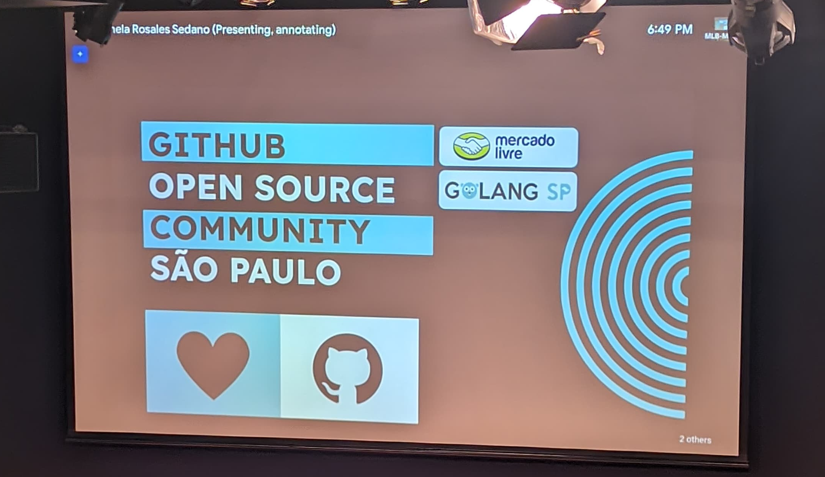 nela Rosales Sedano (Presenting, annotating)
6:49 PM
GITHUB
OPEN SOURCE
COMMUNITY
SÃO PAULO
mercado
livre
GOLANG SP
2 others